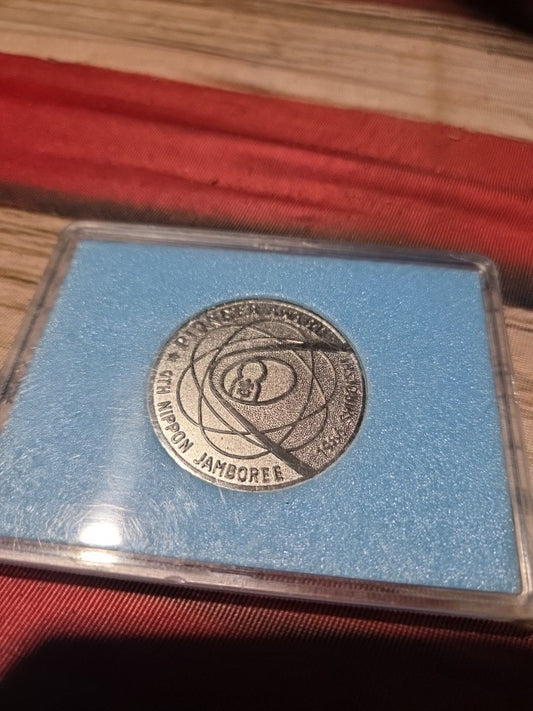 ★ PIONEER AWARD
9TH NIPPON JAMBOREE